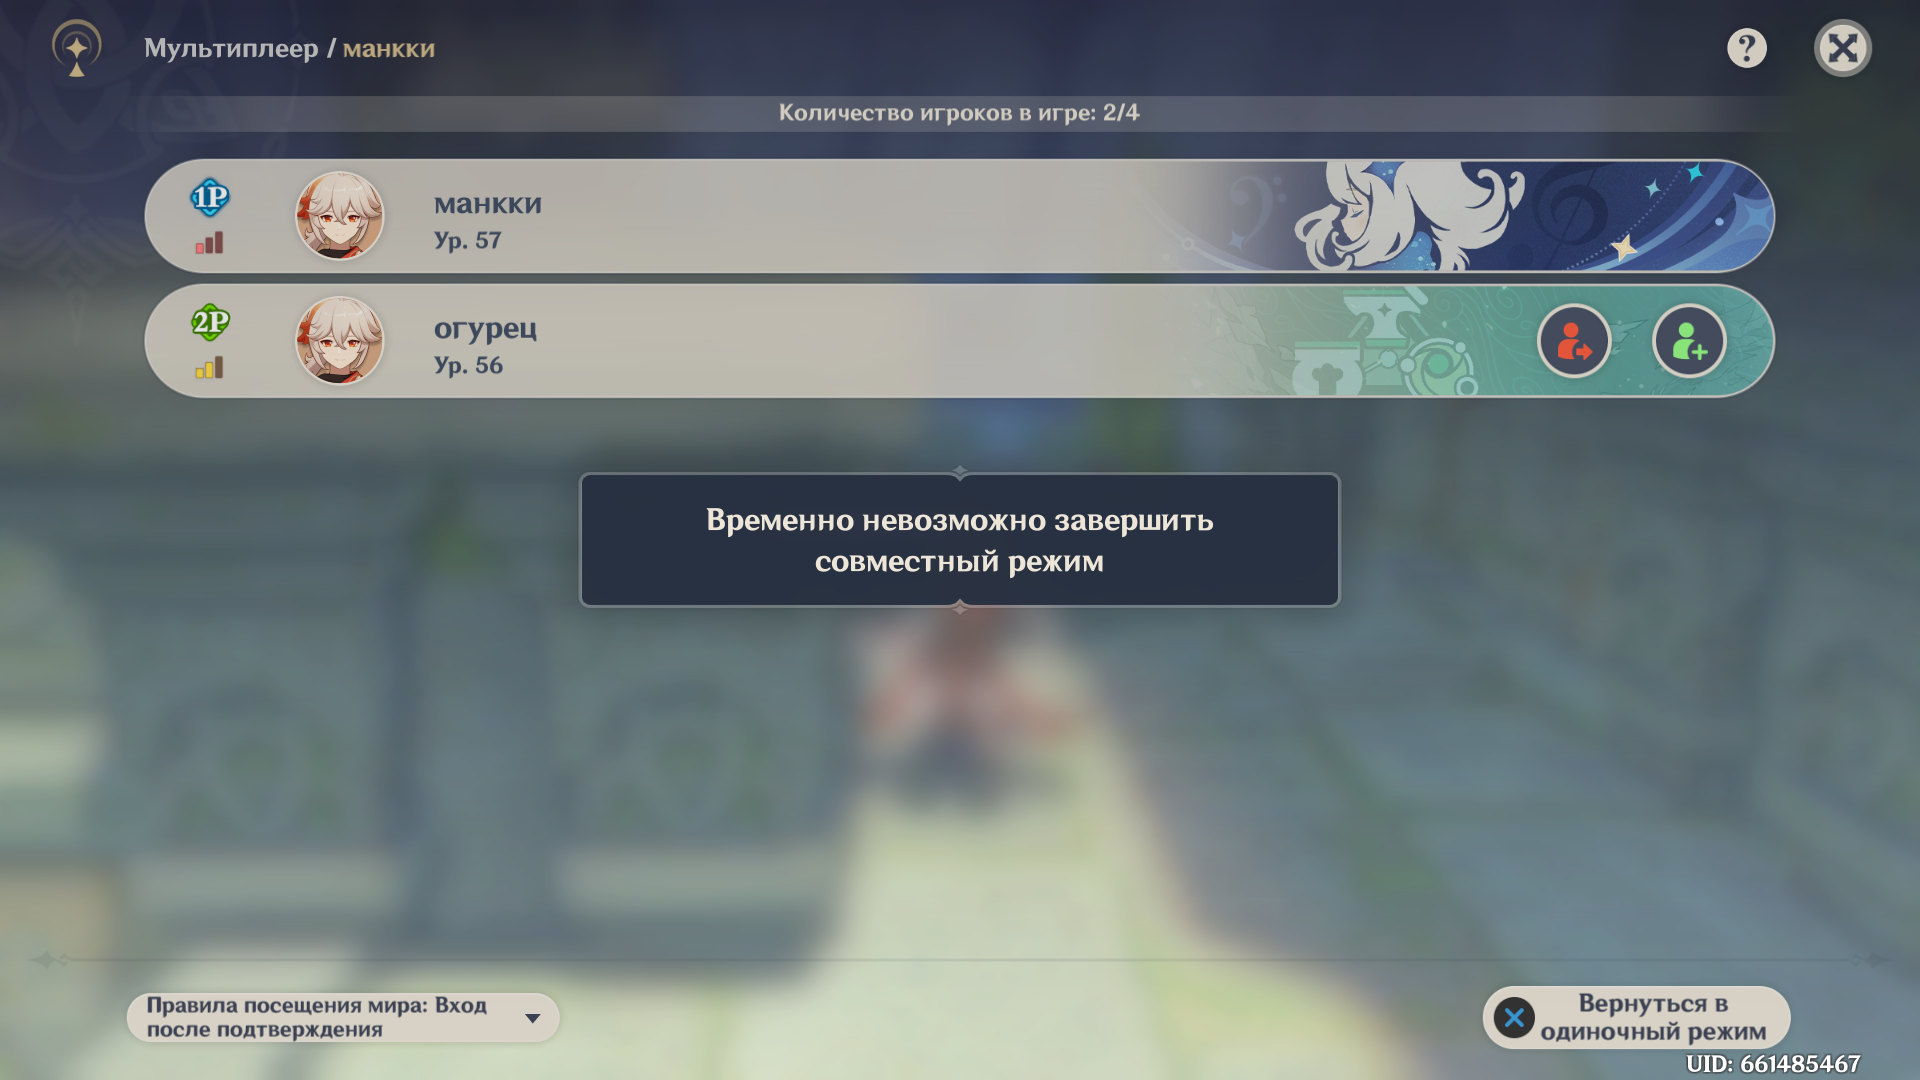 Мультиплеер / манкки
?
Количество игроков в игре: 2/4
1P
манкки
Ур. 57
2P
огурец
Ур. 56
Временно невозможно завершить
совместный режим
Правила посещения мира: Вход
после подтверждения
Вернуться в
одиночный режим
UID: 661485467